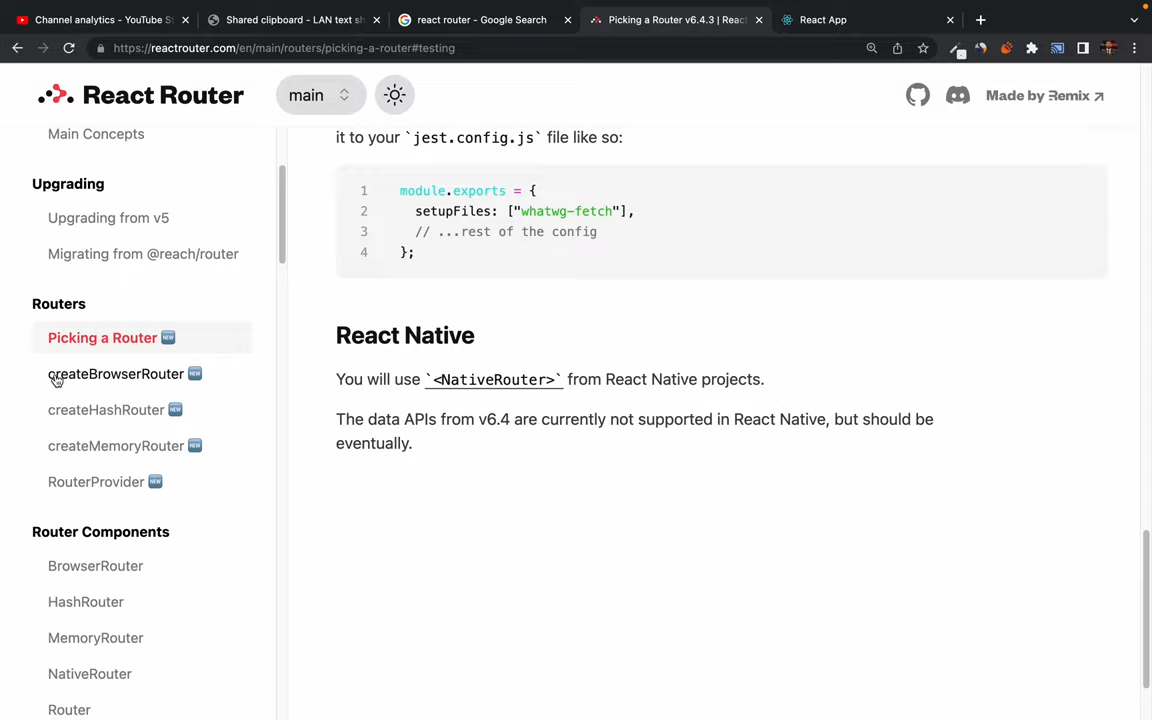 Channel analytics - YouTube St
Shared clipboard - LAN text sh
react router - Google Search
Picking a Router v6.4.3 | React
React App
https://reactrouter.com/en/main/routers/picking-a-router#testing
React Router
main
Made by Remix ↗
Main Concepts
Upgrading
Upgrading from v5
Migrating from @reach/router
Routers
Picking a Router NEW
createBrowserRouter NEW
createHashRouter NEW
createMemoryRouter NEW
RouterProvider NEW
Router Components
BrowserRouter
HashRouter
MemoryRouter
NativeRouter
Router
it to your `jest.config.js` file like so:
1 module.exports = {
2 setupFiles: ["whatwg-fetch"],
3 // ...rest of the config
4 };
React Native
You will use `<NativeRouter>` from React Native projects.
The data APIs from v6.4 are currently not supported in React Native, but should be
eventually.